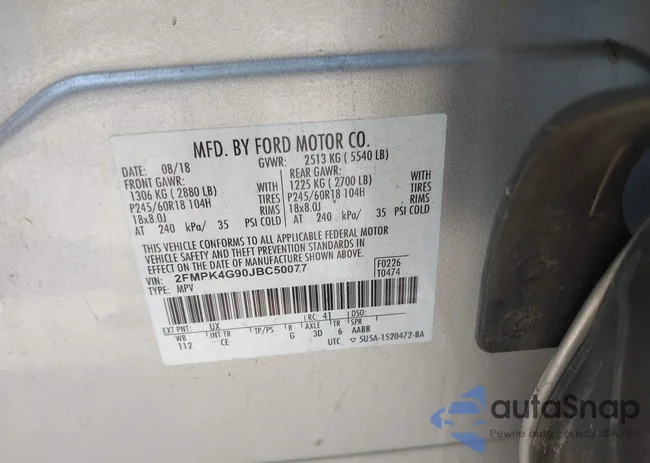 MFD. BY FORD MOTOR CO.
DATE: 08/18 GVWR: 2513 KG ( 5540 LB)
FRONT GAWR: REAR GAWR:
1306 KG ( 2880 LB) WITH 1225 KG ( 2700 LB) WITH
P245/60R18 104H TIRES P245/60R18 104H TIRES
18x8.0J RIMS 18x8.0J RIMS
AT 240 kPa/ 35 PSI COLD AT 240 kPa/ 35 PSI COLD
THIS VEHICLE CONFORMS TO ALL APPLICABLE FEDERAL MOTOR
VEHICLE SAFETY AND THEFT PREVENTION STANDARDS IN
EFFECT ON THE DATE OF MANUFACTURE SHOWN ABOVE.
VIN: 2FMPK4G90JBC50077 F0226
TYPE: MPV T0474
EXT PNT: UX RC: 41 DSO:
WB INT TR TP/PS R AXLE TR SPR
112 CE G 3D 6 AABB
UTC 5U5A-1520472-BA
autoSnap